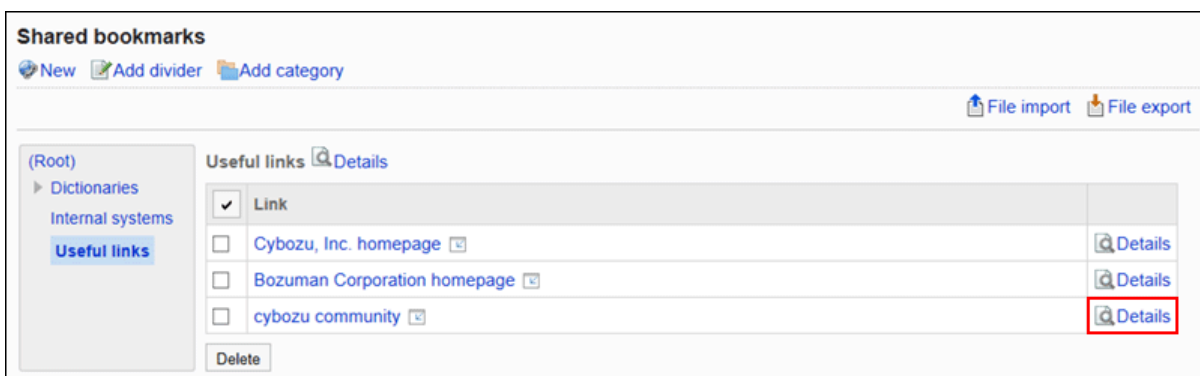 Shared bookmarks
New Add divider Add category
File import File export
(Root)
Dictionaries
Internal systems
Useful links
Useful links Details
Link
Cybozu, Inc. homepage Details
Bozuman Corporation homepage Details
cybozu community Details
Delete